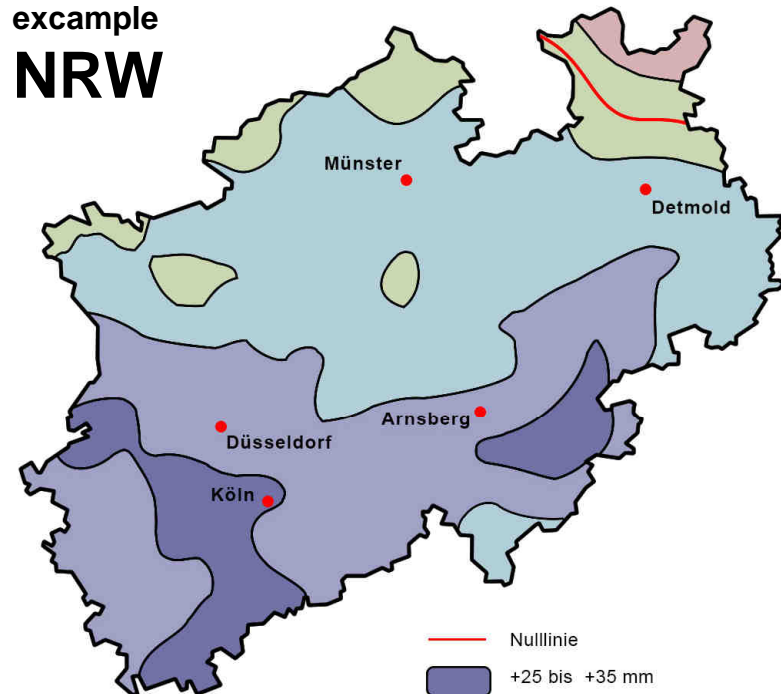 excample
NRW
Münster
Detmold
Arnsberg
Düsseldorf
Köln
Nulllinie
+25 bis +35 mm